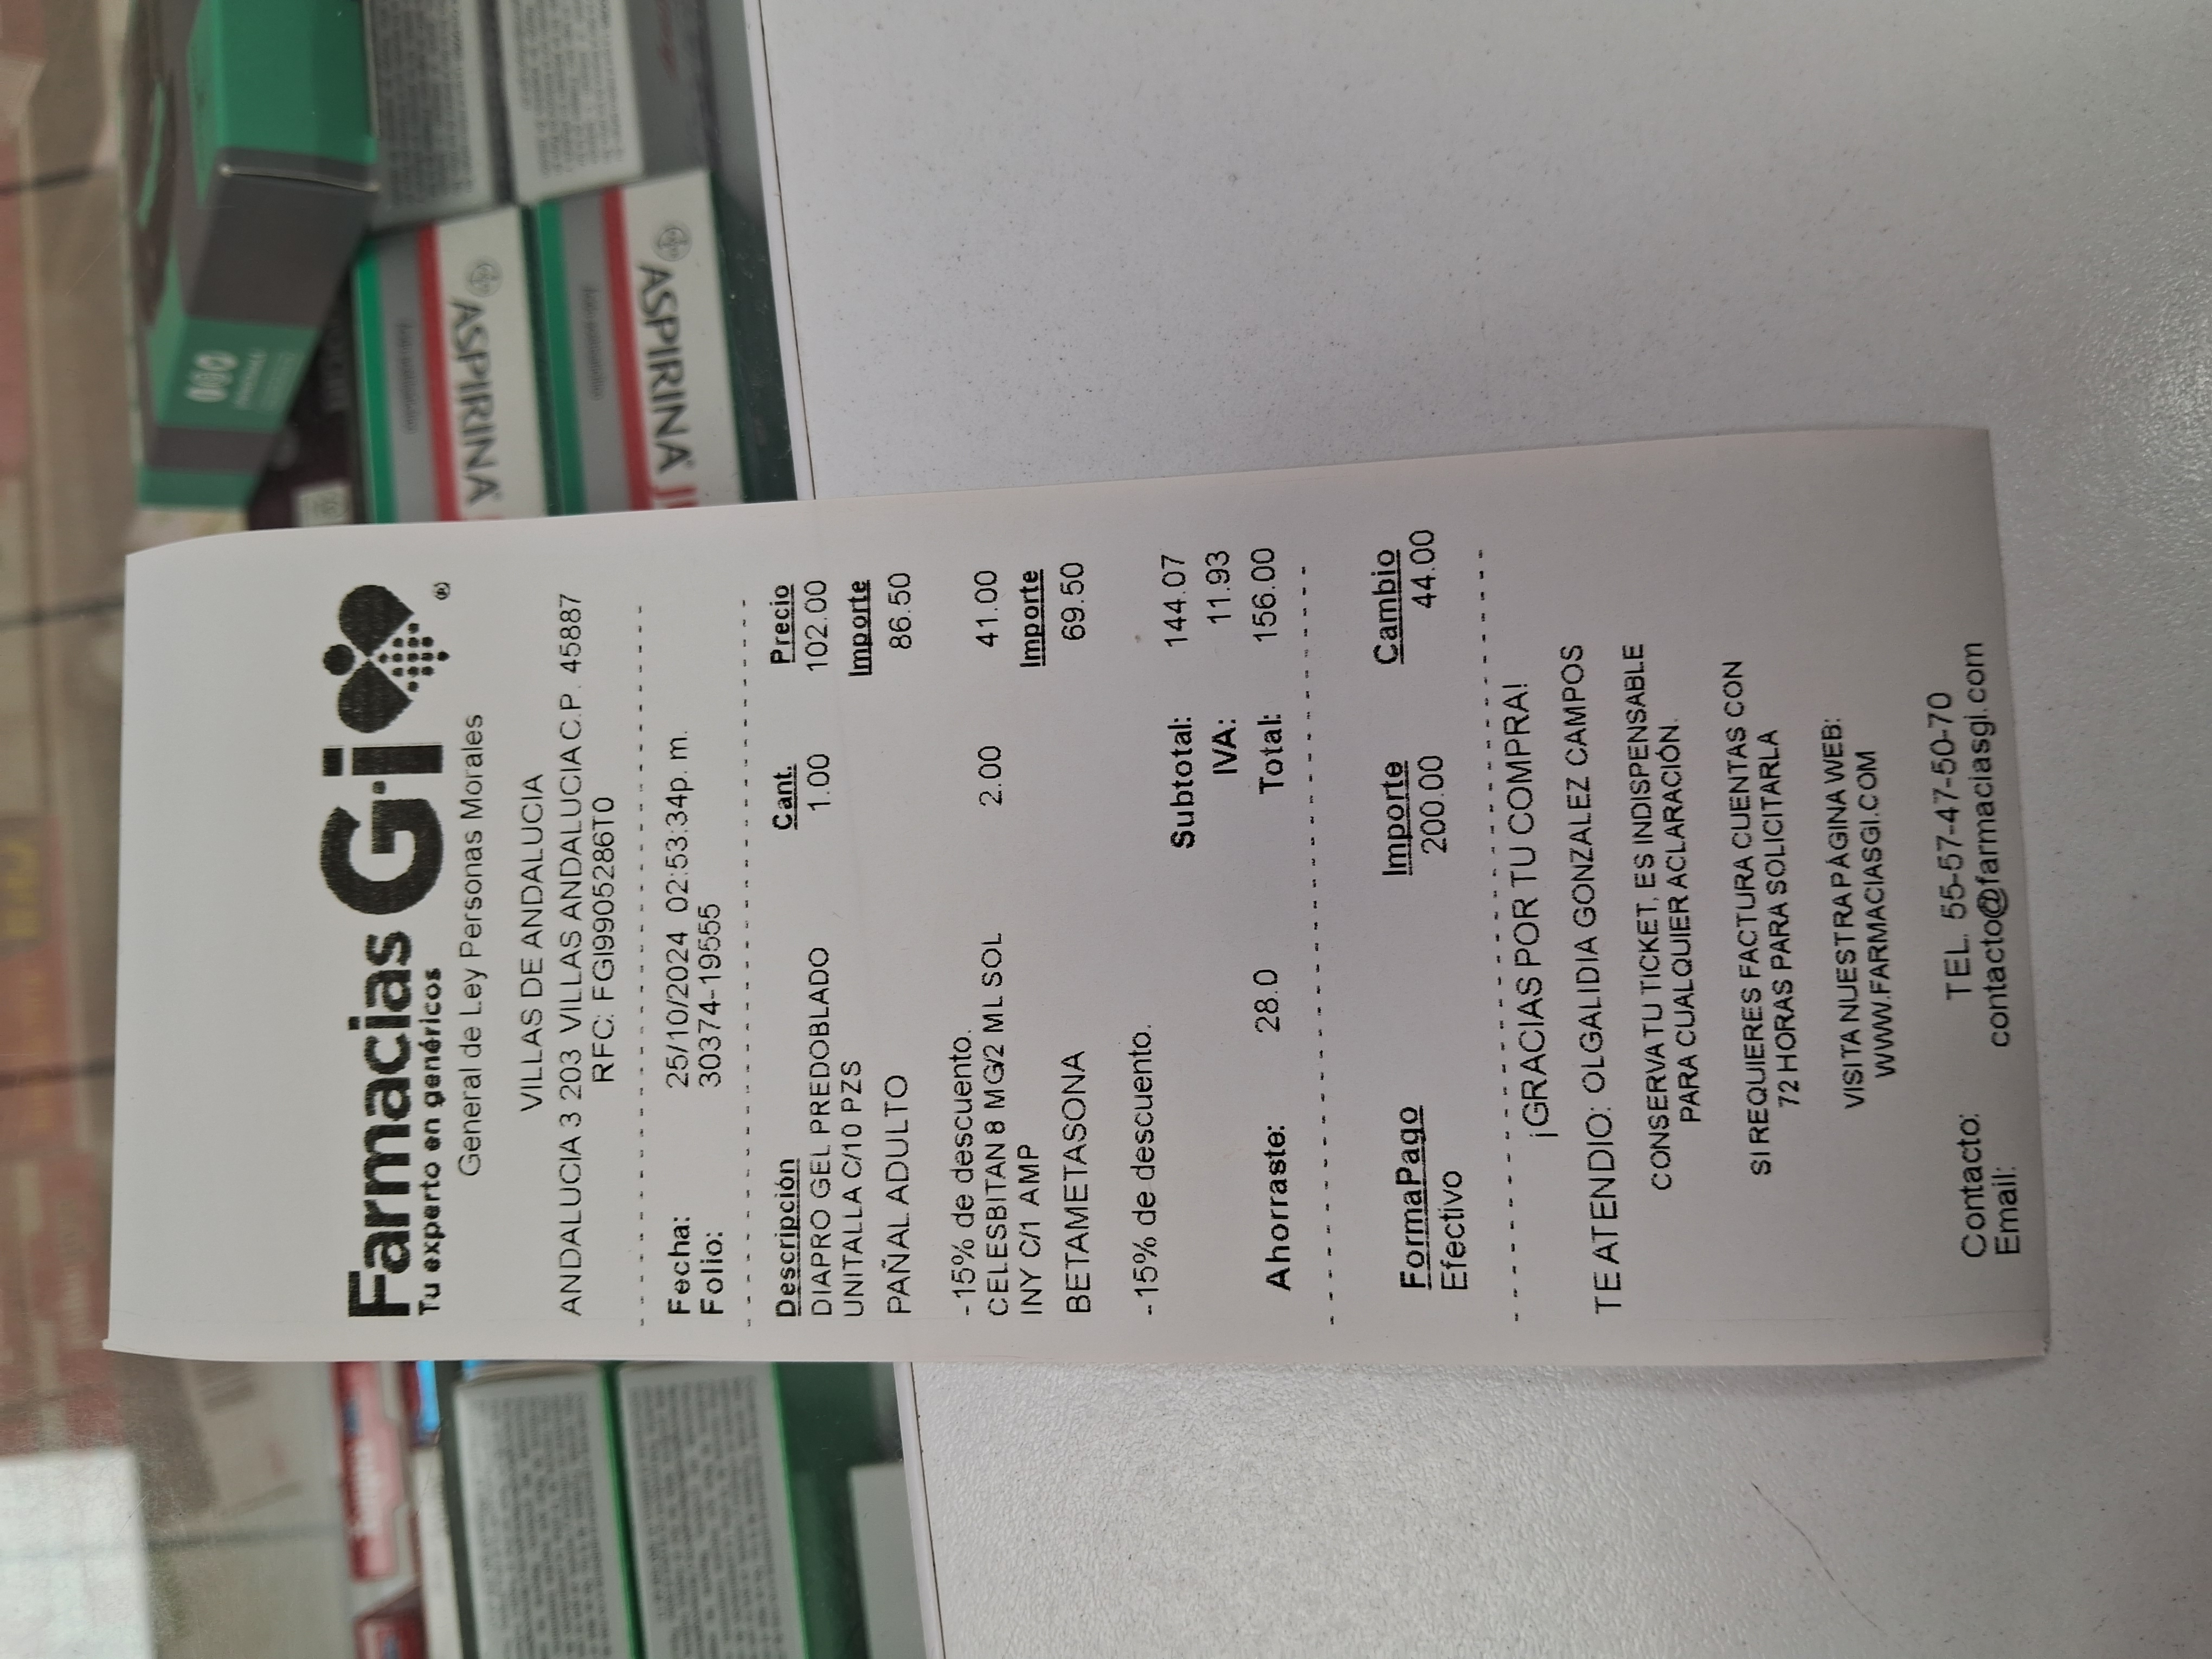 Farmacias Gi
®
Tu experto en genéricos
General de Ley Personas Morales
VILLAS DE ANDALUCIA
ANDALUCIA 3 203 VILLAS ANDALUCIA C.P. 45887
RFC: FGI9905286T0
Fecha: 25/10/2024 02:53:34p. m.
Folio: 30374-19555
Descripción Cant. Precio
DIAPRO GEL PREDOBLADO 1.00 102.00
UNITALLA C/10 PZS Importe
PAÑAL ADULTO 86.50
-15% de descuento.
CELESBITAN 8 MG/2 ML SOL 2.00 41.00
INY C/1 AMP Importe
BETAMETASONA 69.50
-15% de descuento.
Subtotal: 144.07
IVA: 11.93
Ahorraste: 28.0 Total: 156.00
FormaPago Importe Cambio
Efectivo 200.00 44.00
¡GRACIAS POR TU COMPRA!
TE ATENDIO: OLGALIDIA GONZALEZ CAMPOS
CONSERVA TU TICKET, ES INDISPENSABLE
PARA CUALQUIER ACLARACIÓN.
SI REQUIERES FACTURA CUENTAS CON
72 HORAS PARA SOLICITARLA
VISITA NUESTRA PÁGINA WEB:
WWW.FARMACIASGI.COM
Contacto: TEL. 55-57-47-50-70
Email: contacto@farmaciasgi.com
ASPIRINA
ASPIRINA